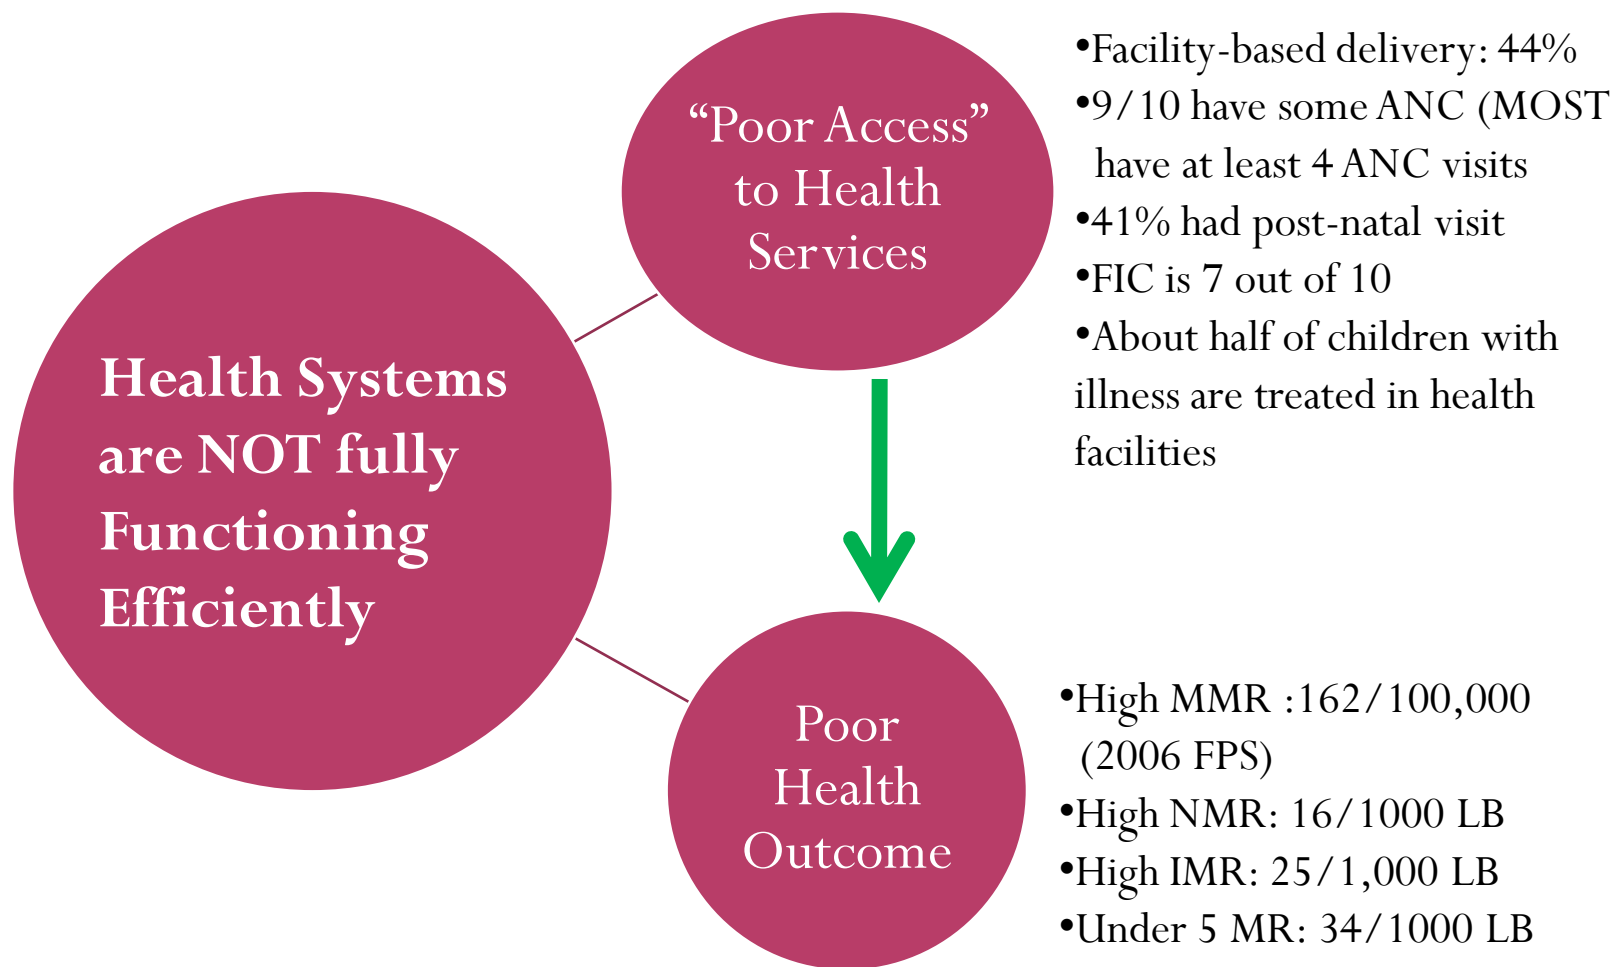 Health Systems
are NOT fully
Functioning
Efficiently
“Poor Access”
to Health
Services
•Facility-based delivery: 44%
•9/10 have some ANC (MOST
have at least 4 ANC visits
•41% had post-natal visit
•FIC is 7 out of 10
•About half of children with
illness are treated in health
facilities
Poor
Health
Outcome
•High MMR :162/100,000
(2006 FPS)
•High NMR: 16/1000 LB
•High IMR: 25/1,000 LB
•Under 5 MR: 34/1000 LB